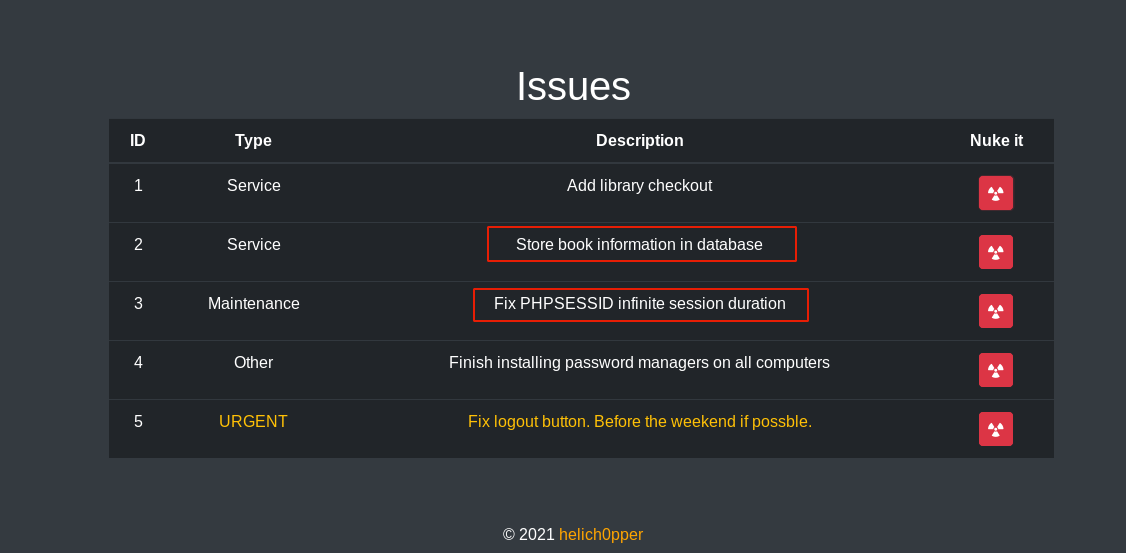 Issues
ID Type Description Nuke it
1 Service Add library checkout
2 Service Store book information in database
3 Maintenance Fix PHPSESSID infinite session duration
4 Other Finish installing password managers on all computers
5 URGENT Fix logout button. Before the weekend if possble.
© 2021 helich0pper